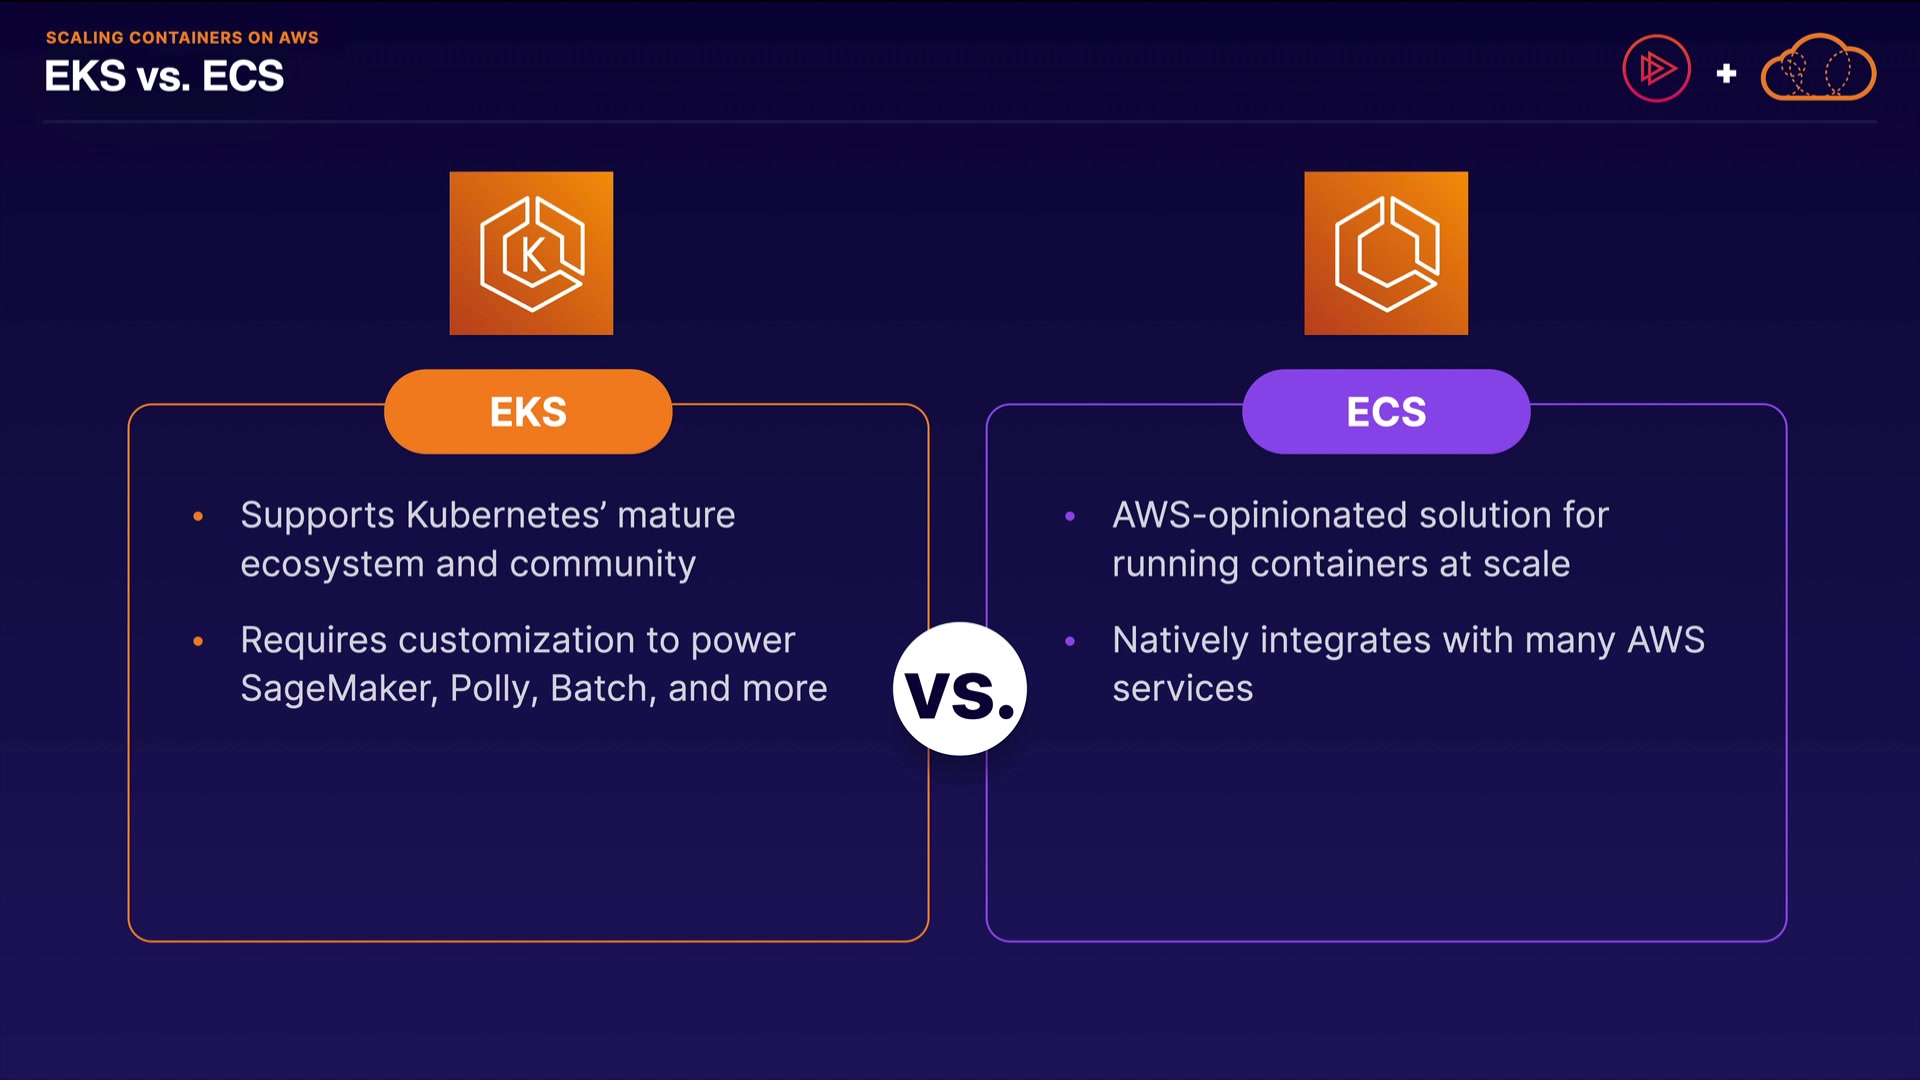 SCALING CONTAINERS ON AWS
EKS vs. ECS
K
EKS
Supports Kubernetes’ mature
ecosystem and community
Requires customization to power
SageMaker, Polly, Batch, and more
vs.
ECS
AWS-opinionated solution for
running containers at scale
Natively integrates with many AWS
services